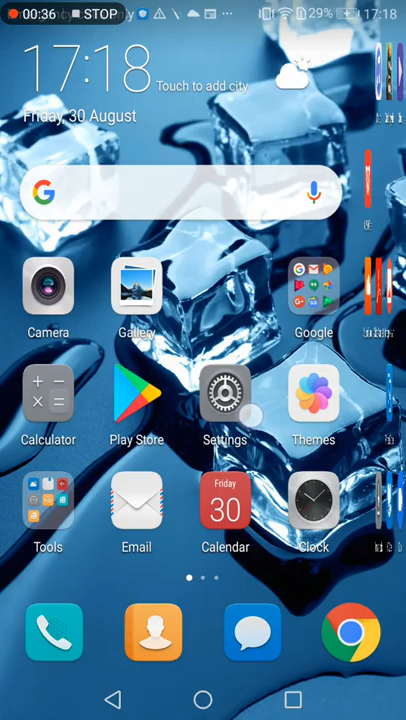 00:36 STOP 29% 17:18
17:18
Touch to add city
Friday, 30 August
Camera Gallery Google
Calculator Play Store Settings Themes
Friday
30
Tools Email Calendar Clock